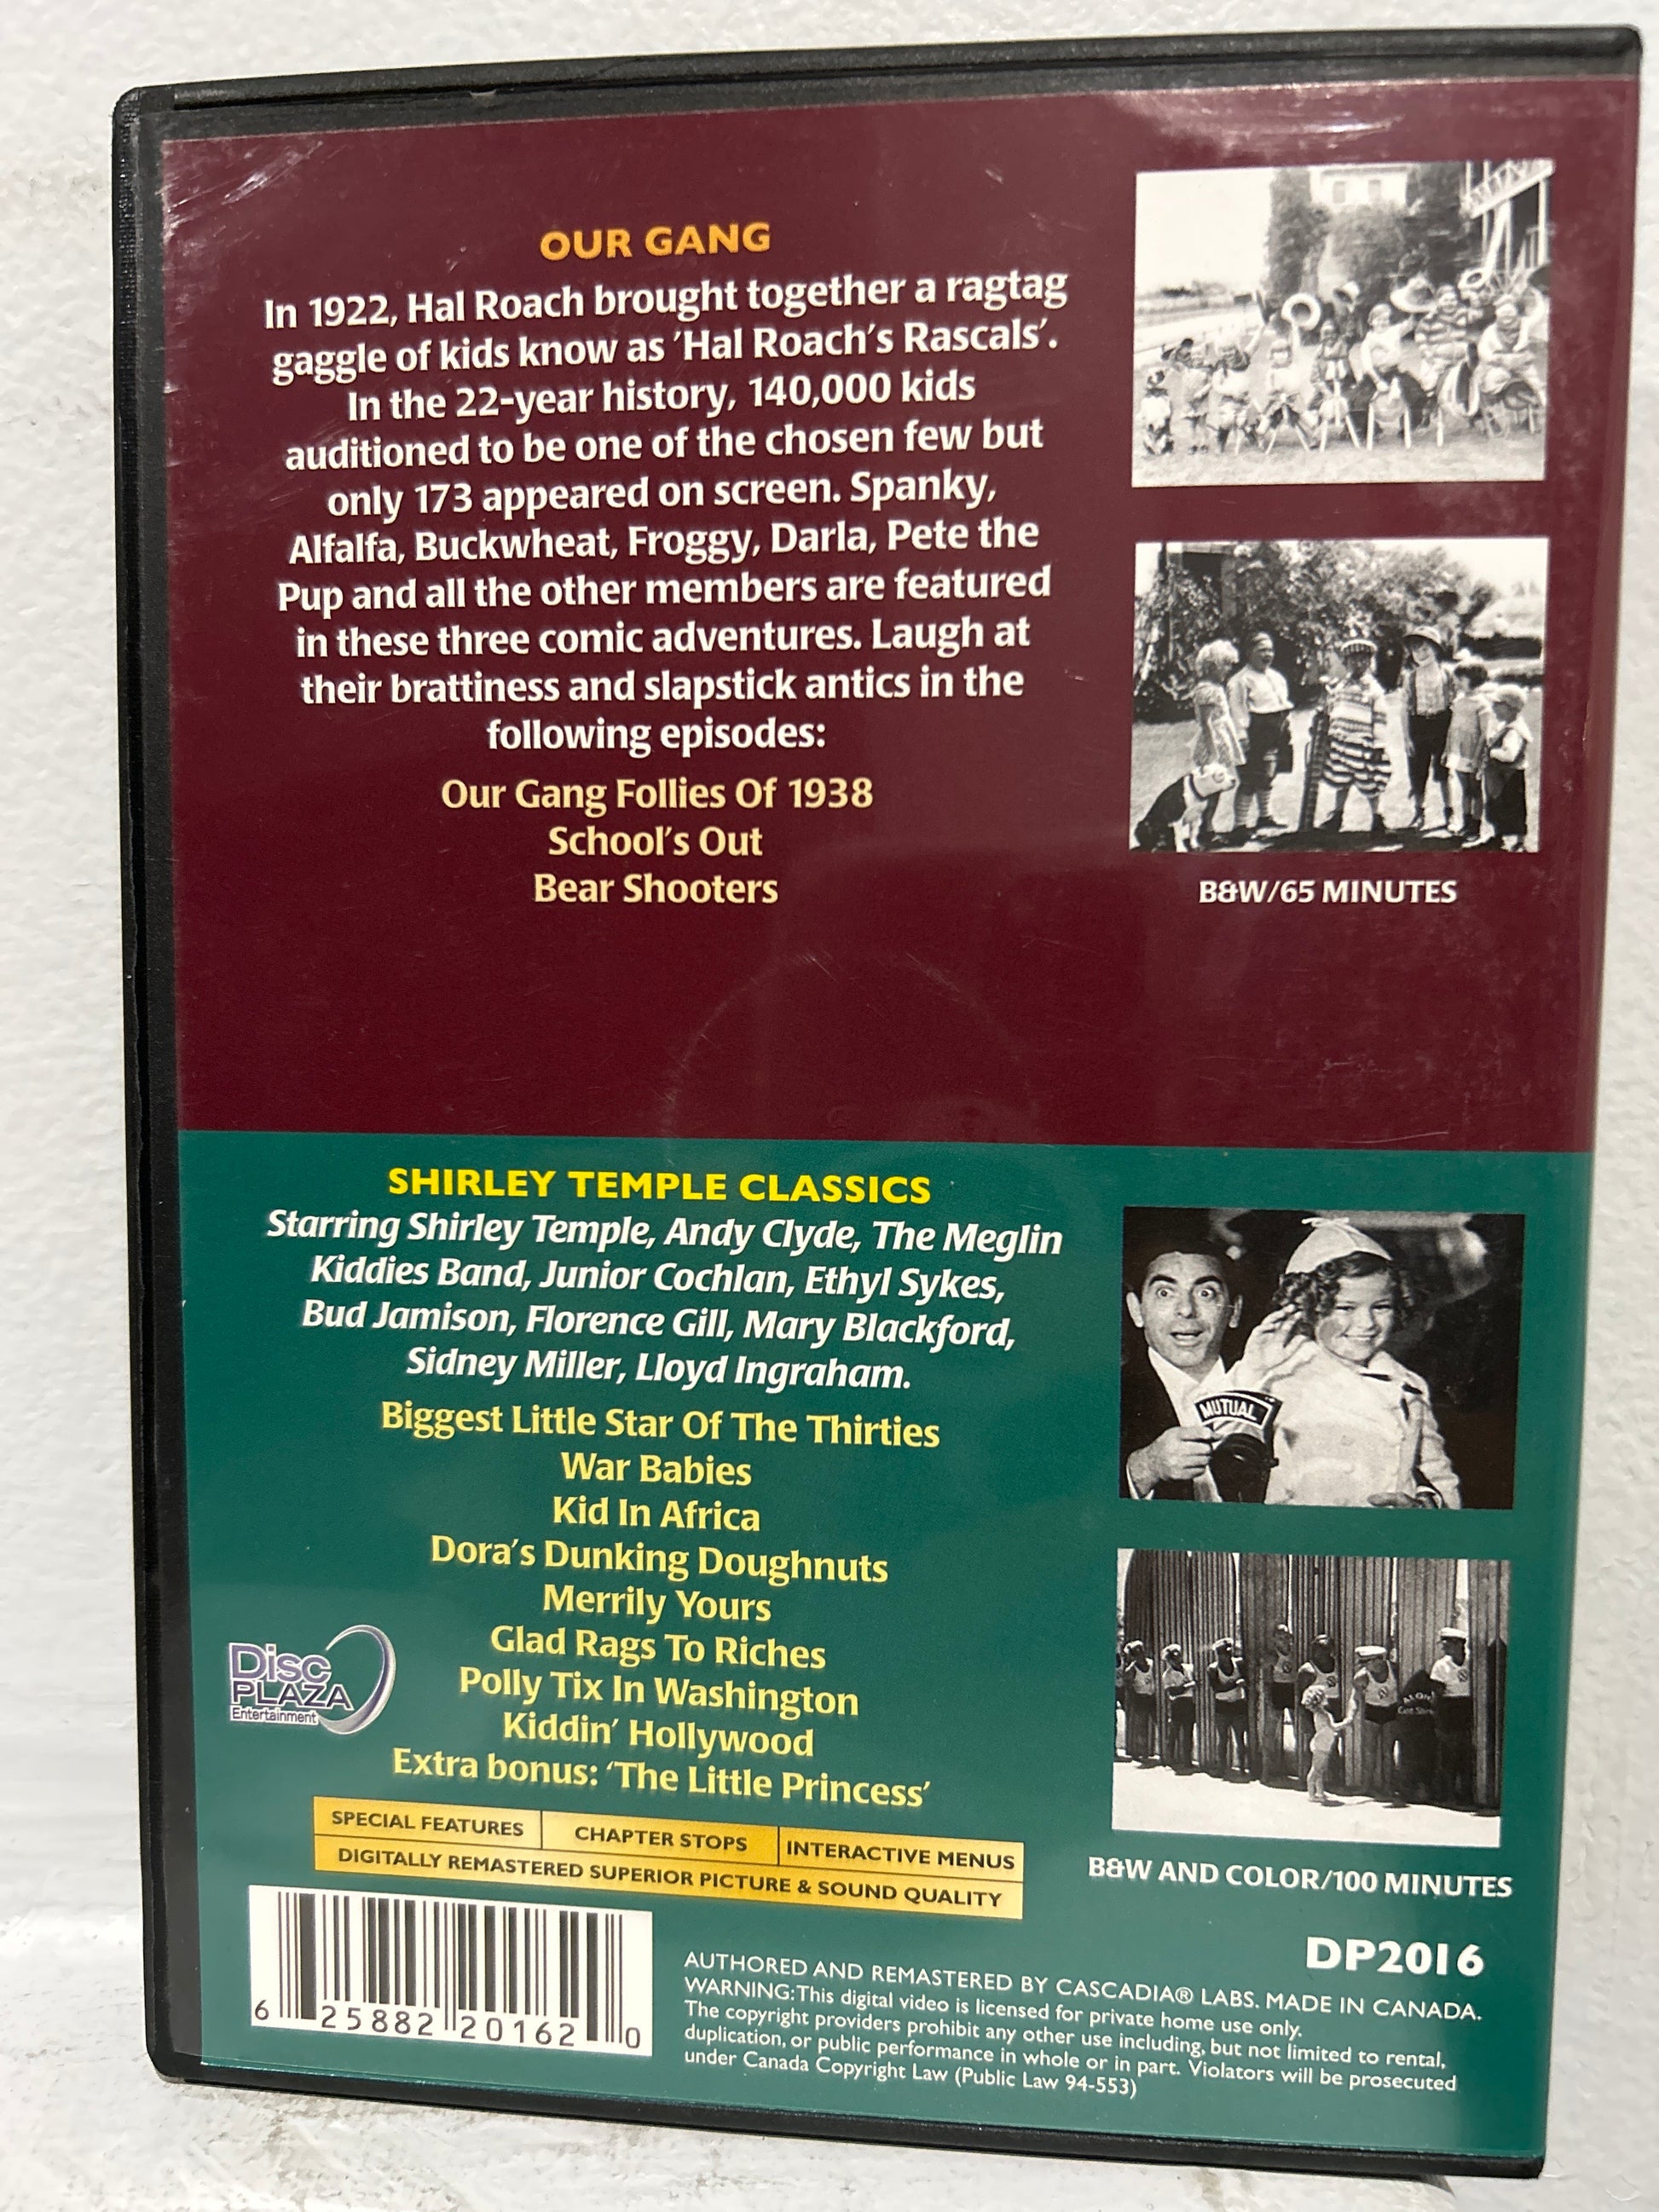 OUR GANG
In 1922, Hal Roach brought together a ragtag
gaggle of kids know as 'Hal Roach's Rascals'.
In the 22-year history, 140,000 kids
auditioned to be one of the chosen few but
only 173 appeared on screen. Spanky,
Alfalfa, Buckwheat, Froggy, Darla, Pete the
Pup and all the other members are featured
in these three comic adventures. Laugh at
their brattiness and slapstick antics in the
following episodes:
Our Gang Follies Of 1938
School's Out
Bear Shooters
B&W/65 MINUTES
SHIRLEY TEMPLE CLASSICS
Starring Shirley Temple, Andy Clyde, The Meglin
Kiddies Band, Junior Cochlan, Ethyl Sykes,
Bud Jamison, Florence Gill, Mary Blackford,
Sidney Miller, Lloyd Ingraham.
Biggest Little Star Of The Thirties
War Babies
Kid In Africa
Dora's Dunking Doughnuts
Merrily Yours
Glad Rags To Riches
Polly Tix In Washington
Kiddin' Hollywood
Extra bonus: 'The Little Princess'
MUTUAL
Disc
PLAZA
Entertainment
SPECIAL FEATURES
CHAPTER STOPS
INTERACTIVE MENUS
DIGITALLY REMASTERED SUPERIOR PICTURE & SOUND QUALITY
B&W AND COLOR/100 MINUTES
DP2016
6 25882 20162 0
AUTHORED AND REMASTERED BY CASCADIA® LABS. MADE IN CANADA.
WARNING: This digital video is licensed for private home use only.
The copyright providers prohibit any other use including, but not limited to rental,
duplication, or public performance in whole or in part. Violators will be prosecuted
under Canada Copyright Law (Public Law 94-553)